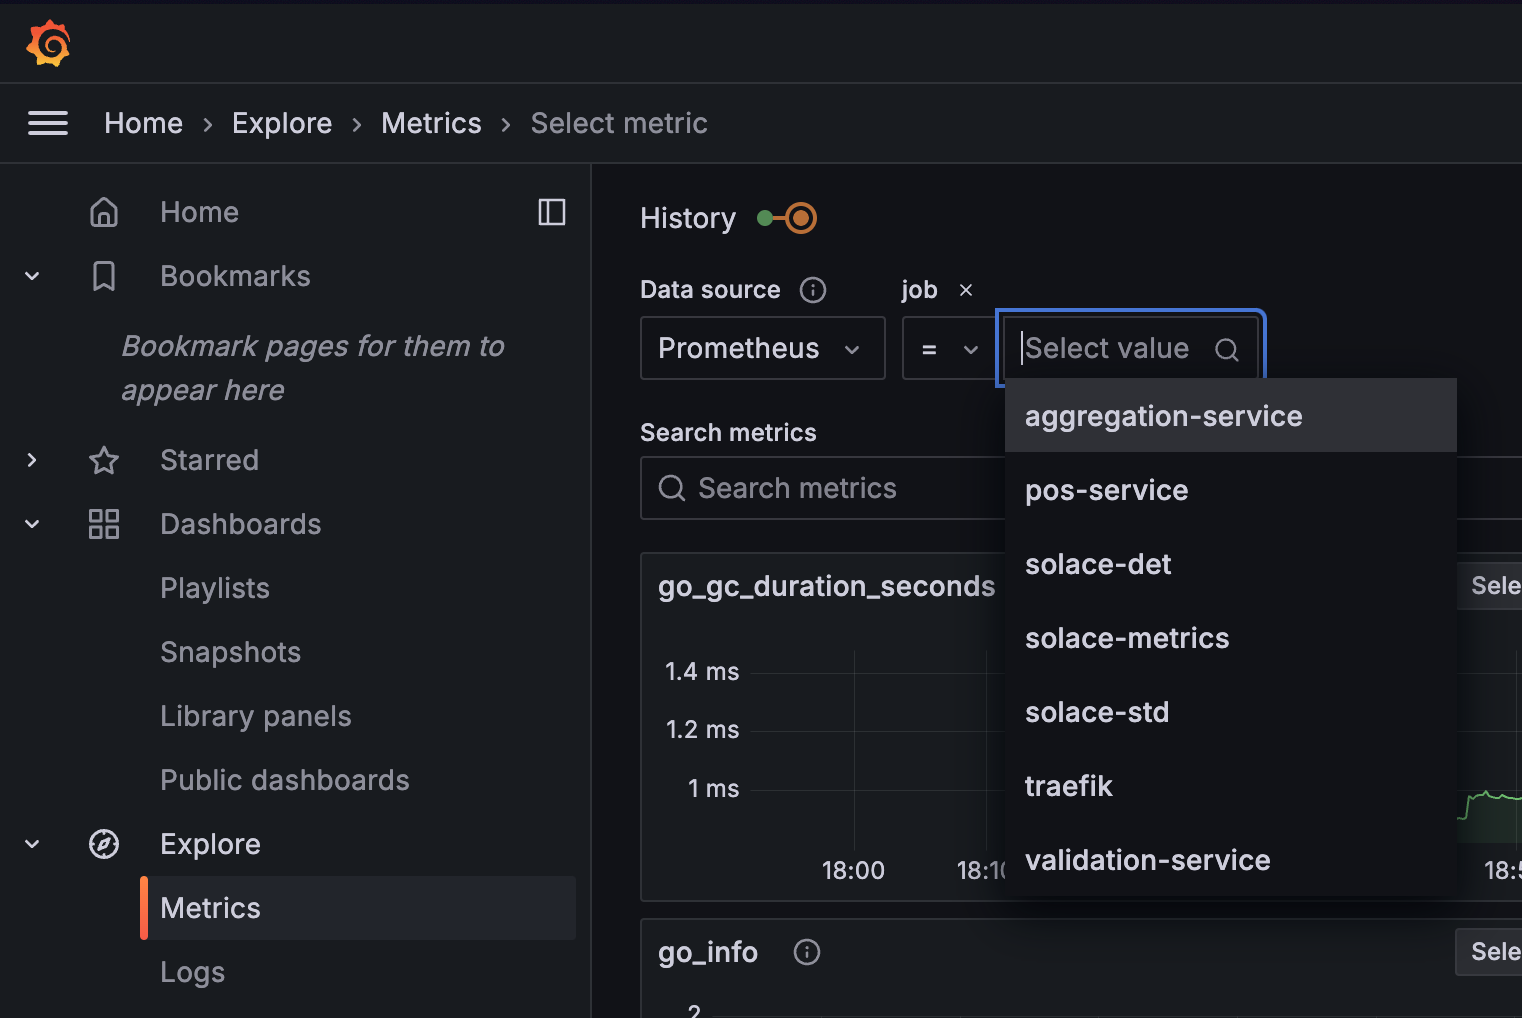 Home › Explore › Metrics › Select metric
Home
Bookmarks
Bookmark pages for them to
appear here
Starred
Dashboards
Playlists
Snapshots
Library panels
Public dashboards
Explore
Metrics
Logs
History
Data source
job ×
Prometheus
=
Select value
aggregation-service
pos-service
solace-det
solace-metrics
solace-std
traefik
validation-service
Search metrics
Search metrics
go_gc_duration_seconds
Sele
1.4 ms
1.2 ms
1 ms
18:00
18:10
18:5
go_info
Sele
2